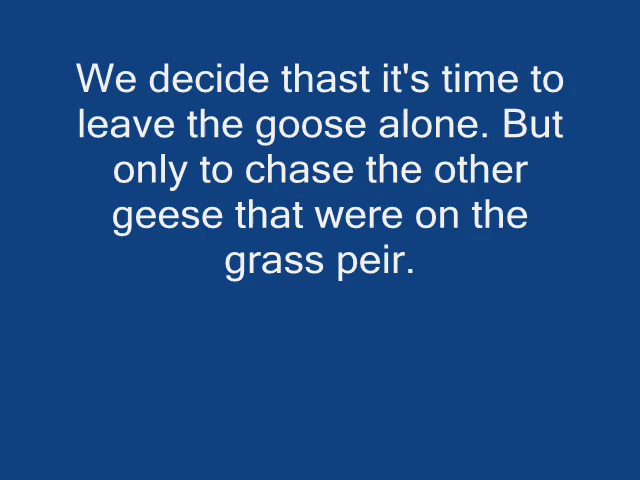 We decide thast it's time to
leave the goose alone. But
only to chase the other
geese that were on the
grass peir.